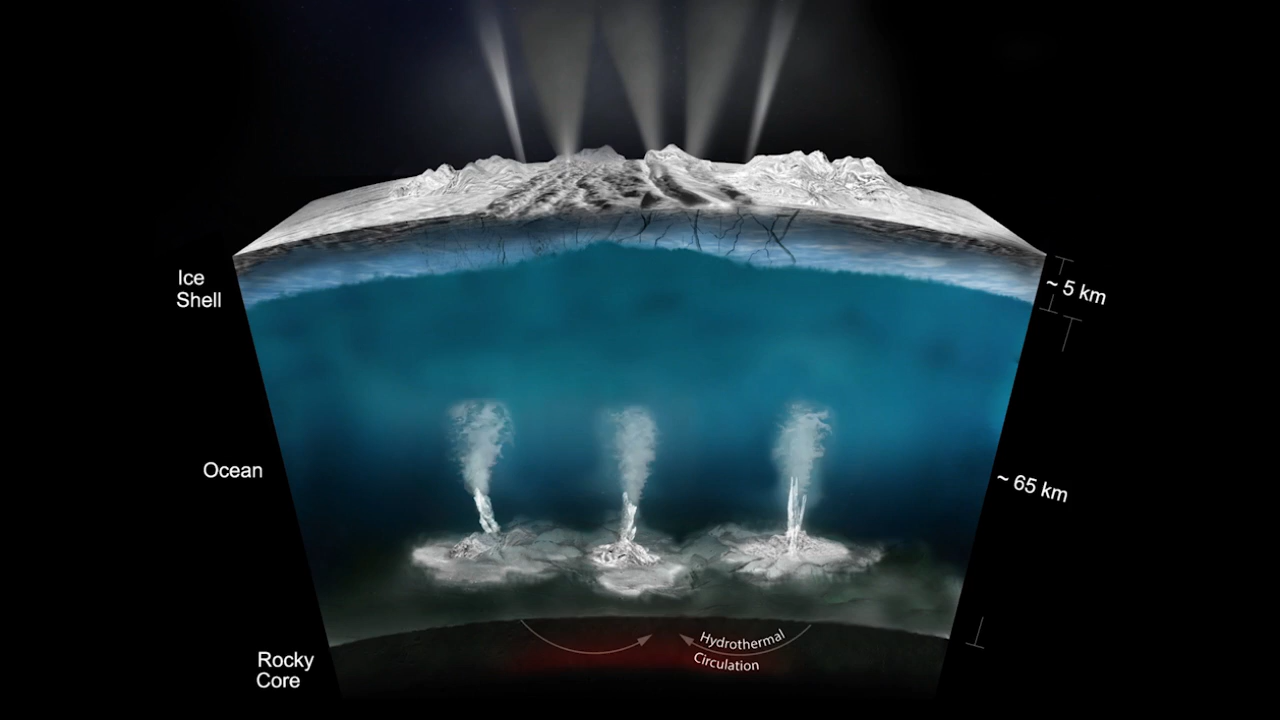 Ice
Shell
~ 5 km
Ocean
~ 65 km
Hydrothermal
Circulation
Rocky
Core